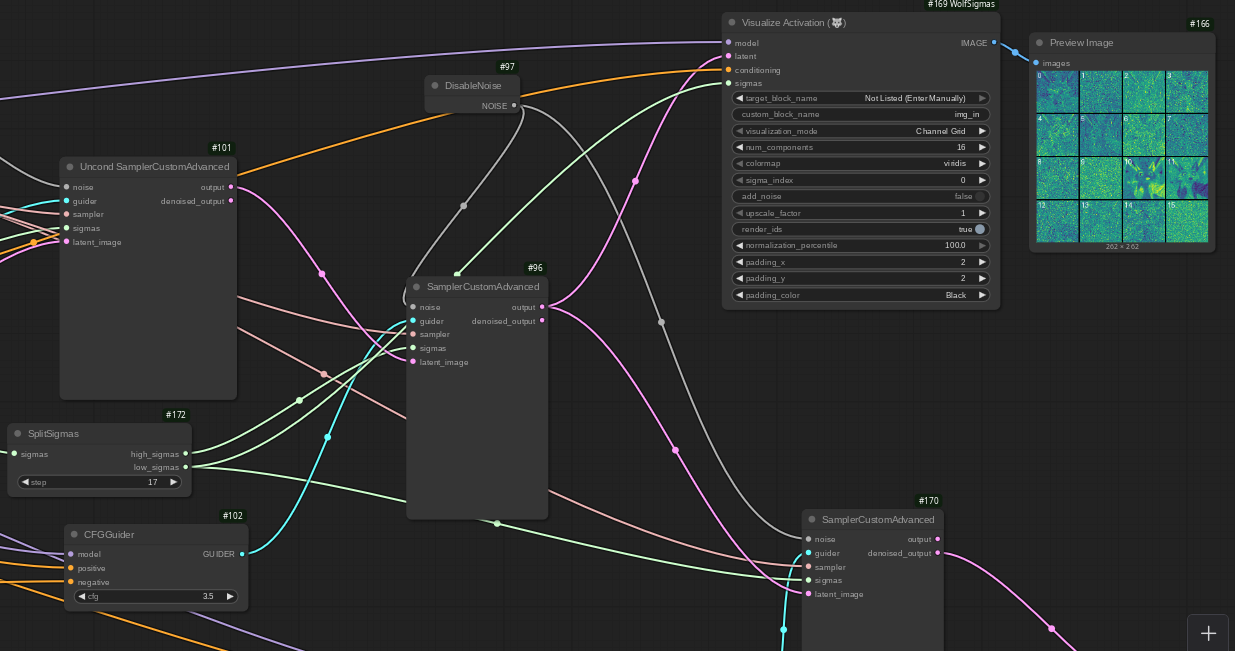 #169 WolfSigmas
Visualize Activation (🐺)
model IMAGE
latent
conditioning
sigmas
target_block_name Not Listed (Enter Manually)
custom_block_name img_in
visualization_mode Channel Grid
num_components 16
colormap viridis
sigma_index 0
add_noise false
upscale_factor 1
render_ids true
normalization_percentile 100.0
padding_x 2
padding_y 2
padding_color Black
#166
Preview Image
images
0 1 2 3
4 5 6 7
8 9 10 11
12 13 14 15
262 × 262
#97
DisableNoise
NOISE
#101
Uncond SamplerCustomAdvanced
noise output
guider denoised_output
sampler
sigmas
latent_image
#96
SamplerCustomAdvanced
noise output
guider denoised_output
sampler
sigmas
latent_image
#172
SplitSigmas
sigmas high_sigmas
low_sigmas
step 17
#102
CFGGuider
model GUIDER
positive
negative
cfg 3.5
#170
SamplerCustomAdvanced
noise output
guider denoised_output
sampler
sigmas
latent_image